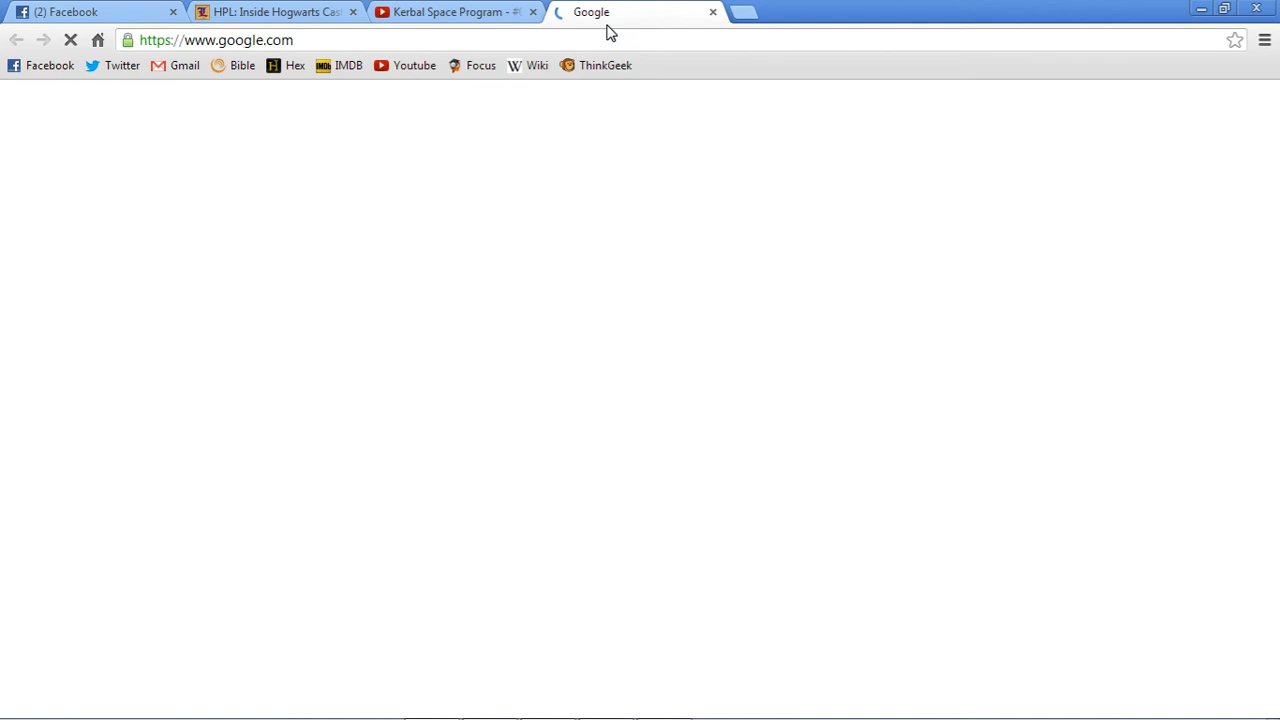 (2) Facebook HPL: Inside Hogwarts Cas Kerbal Space Program - #( Google
https://www.google.com
Facebook Twitter Gmail Bible Hex IMDB Youtube Focus Wiki ThinkGeek